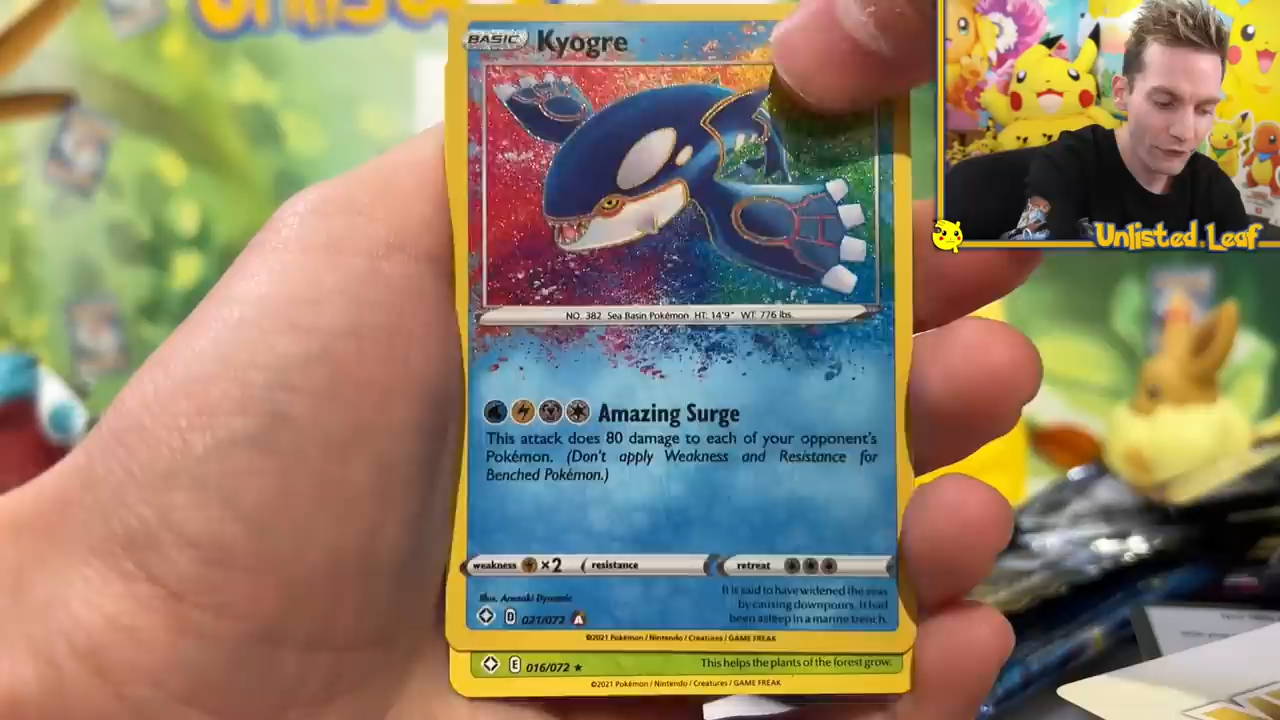 Unlisted
BASIC Kyogre
Unlisted Leaf
NO. 382 Sea Basin Pokémon HT: 14'9" WT: 776 lbs.
Amazing Surge
This attack does 80 damage to each of your opponent's
Pokémon. (Don't apply Weakness and Resistance for
Benched Pokémon.)
weakness ×2 resistance retreat
Illus. Anesaki Dynamic
It is said to have widened the seas
by causing downpours. It had
been asleep in a marine trench.
D 021/072 A
©2021 Pokémon / Nintendo / Creatures / GAME FREAK
E 016/072 ★ This helps the plants of the forest grow.
©2021 Pokémon / Nintendo / Creatures / GAME FREAK